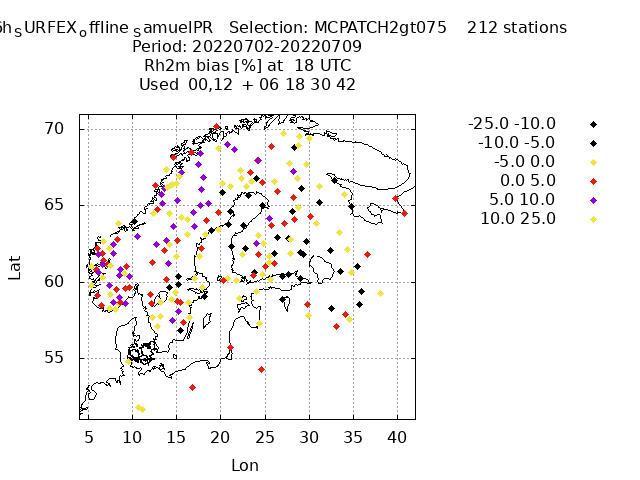 SURFEXoffline SamuelPR Selection: MCPATCH2gt075 212 stations
Period: 20220702-20220709
Rh2m bias [%] at 18 UTC
Used 00,12 + 06 18 30 42
-25.0 -10.0
-10.0 -5.0
-5.0 0.0
0.0 5.0
5.0 10.0
10.0 25.0
70
65
60
55
Lat
5 10 15 20 25 30 35 40
Lon